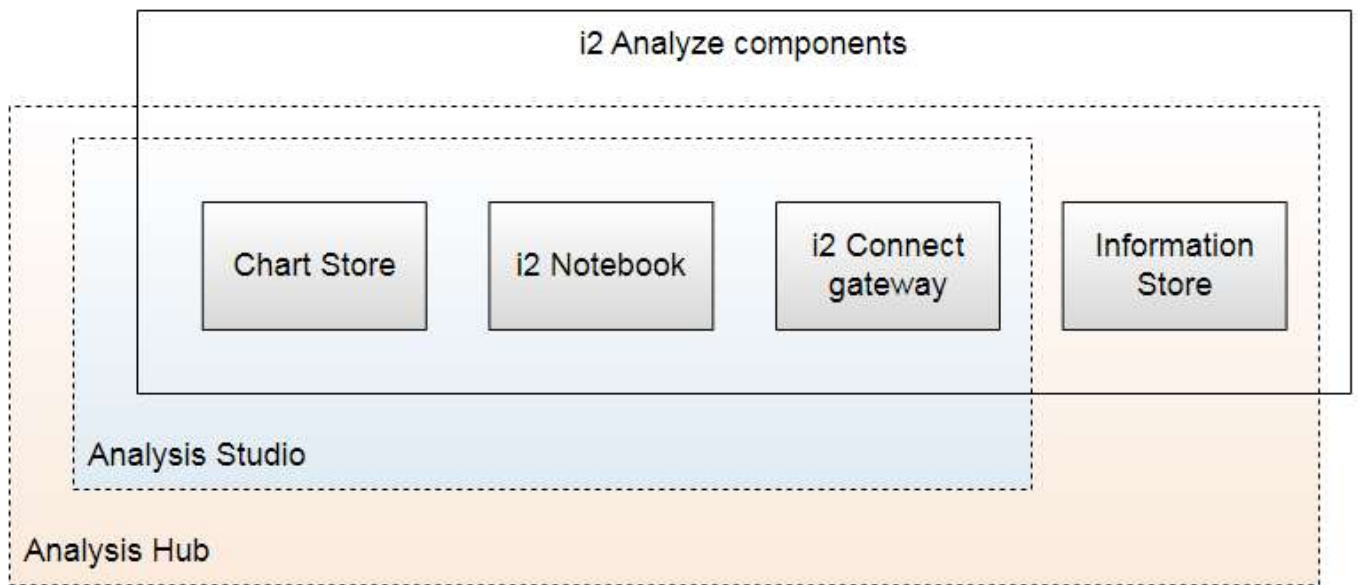 i2 Analyze components
Chart Store
i2 Notebook
i2 Connect
gateway
Information
Store
Analysis Studio
Analysis Hub